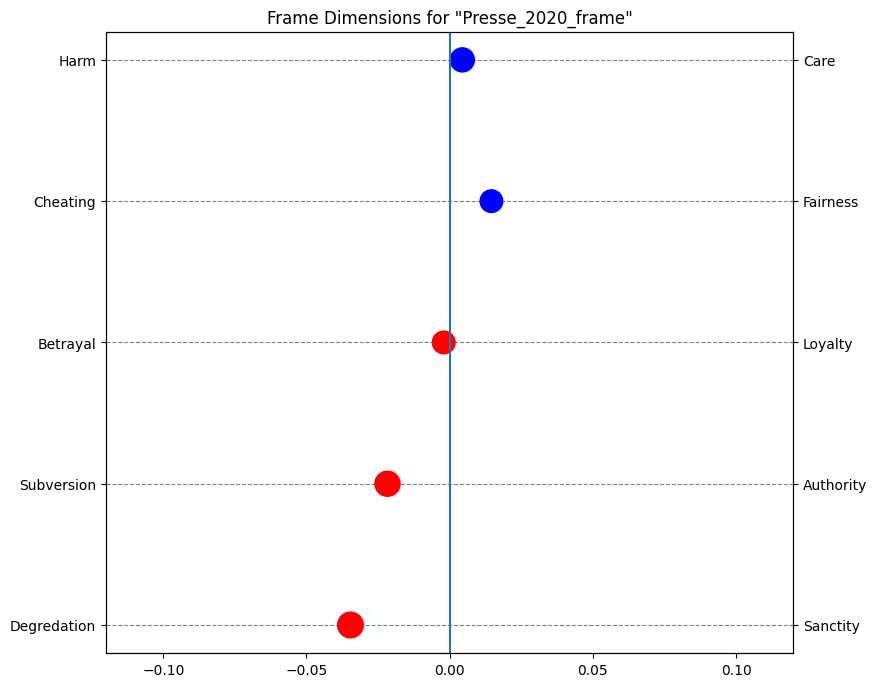 Frame Dimensions for "Presse_2020_frame"
Harm Care
Cheating Fairness
Betrayal Loyalty
Subversion Authority
Degredation Sanctity
−0.10 −0.05 0.00 0.05 0.10